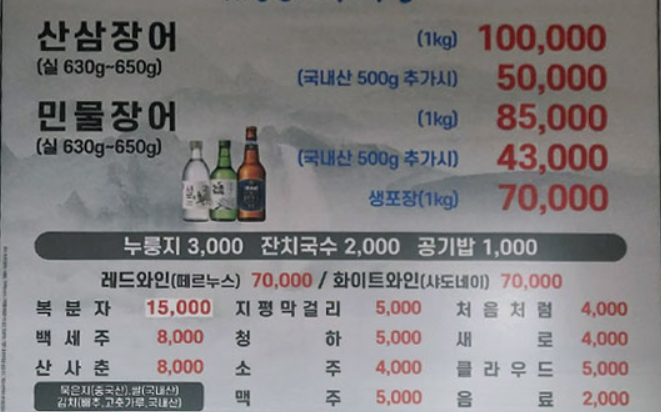 산삼장어 (1kg) 100,000
(실 630g~650g)
(국내산 500g 추가시) 50,000
민물장어 (1kg) 85,000
(실 630g~650g)
(국내산 500g 추가시) 43,000
생포장(1kg) 70,000
누룽지 3,000 잔치국수 2,000 공기밥 1,000
레드와인(떼르누스) 70,000 / 화이트와인(샤도네이) 70,000
복분자 15,000 지평막걸리 5,000 처음처럼 4,000
백세주 8,000 청하 5,000 새로 4,000
산사춘 8,000 소주 4,000 클라우드 5,000
맥주 5,000 음료 2,000
묵은지(중국산).쌀(국내산)
김치(배추,고춧가루,국내산)